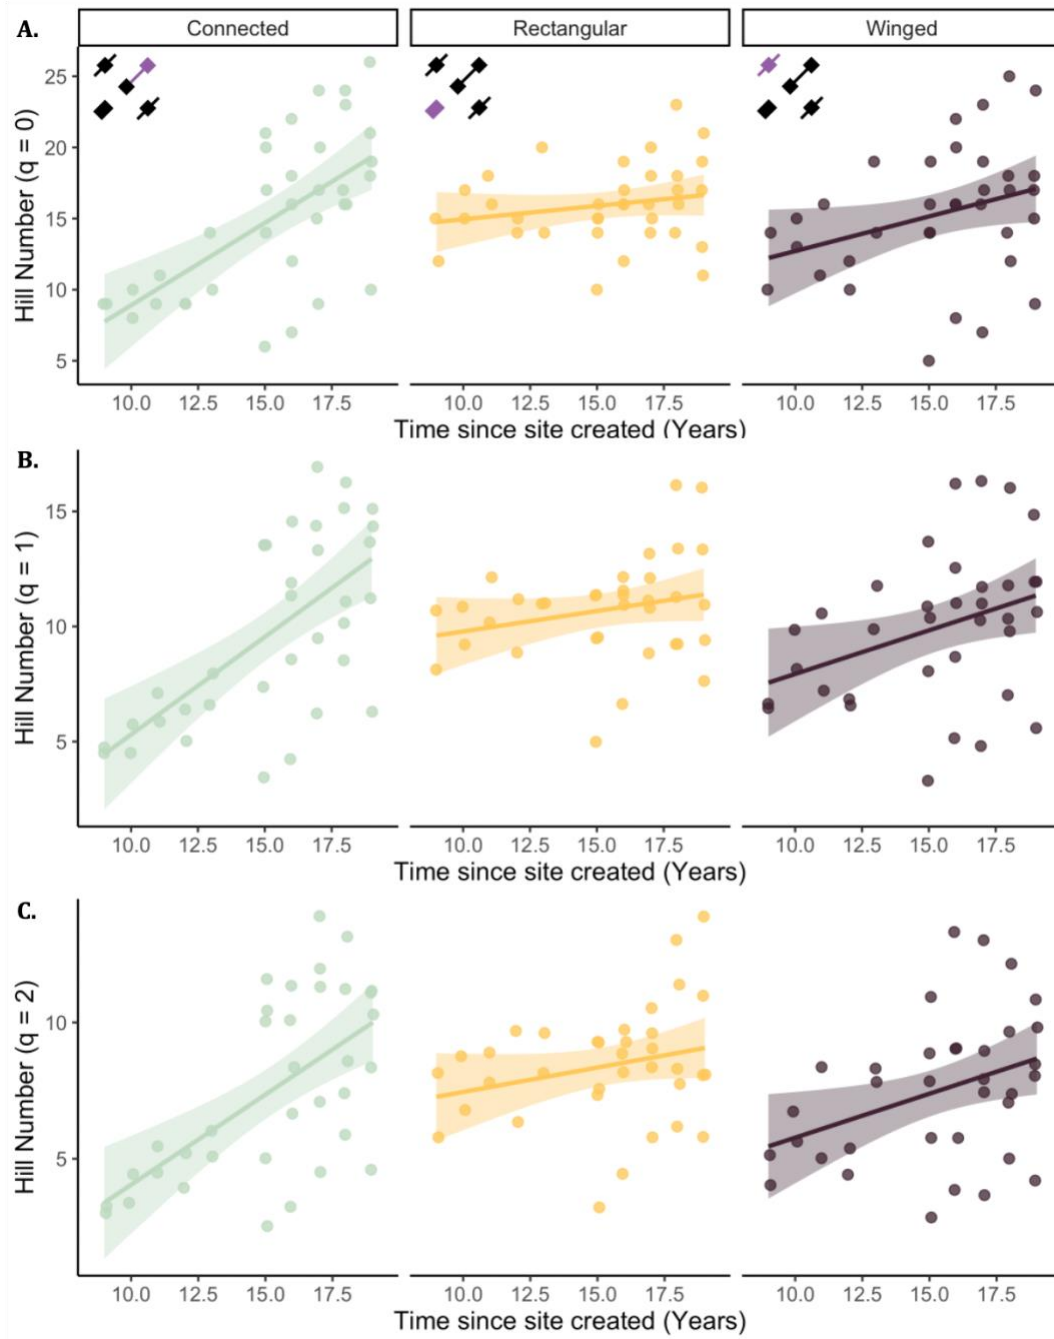 A.
Connected Rectangular Winged
Hill Number (q = 0)
25
20
15
10
5
10.0 12.5 15.0 17.5 10.0 12.5 15.0 17.5 10.0 12.5 15.0 17.5
Time since site created (Years)
B.
Hill Number (q = 1)
15
10
5
10.0 12.5 15.0 17.5 10.0 12.5 15.0 17.5 10.0 12.5 15.0 17.5
Time since site created (Years)
C.
Hill Number (q = 2)
10
5
10.0 12.5 15.0 17.5 10.0 12.5 15.0 17.5 10.0 12.5 15.0 17.5
Time since site created (Years)